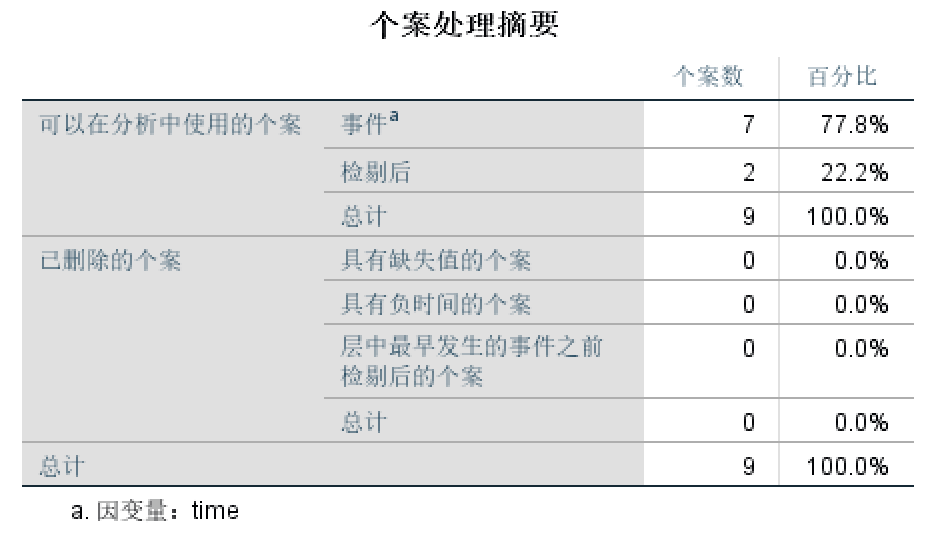 个案处理摘要
个案数 百分比
可以在分析中使用的个案 事件a 7 77.8%
检剔后 2 22.2%
总计 9 100.0%
已删除的个案 具有缺失值的个案 0 0.0%
具有负时间的个案 0 0.0%
层中最早发生的事件之前 0 0.0%
检剔后的个案
总计 0 0.0%
总计 9 100.0%
a. 因变量：time